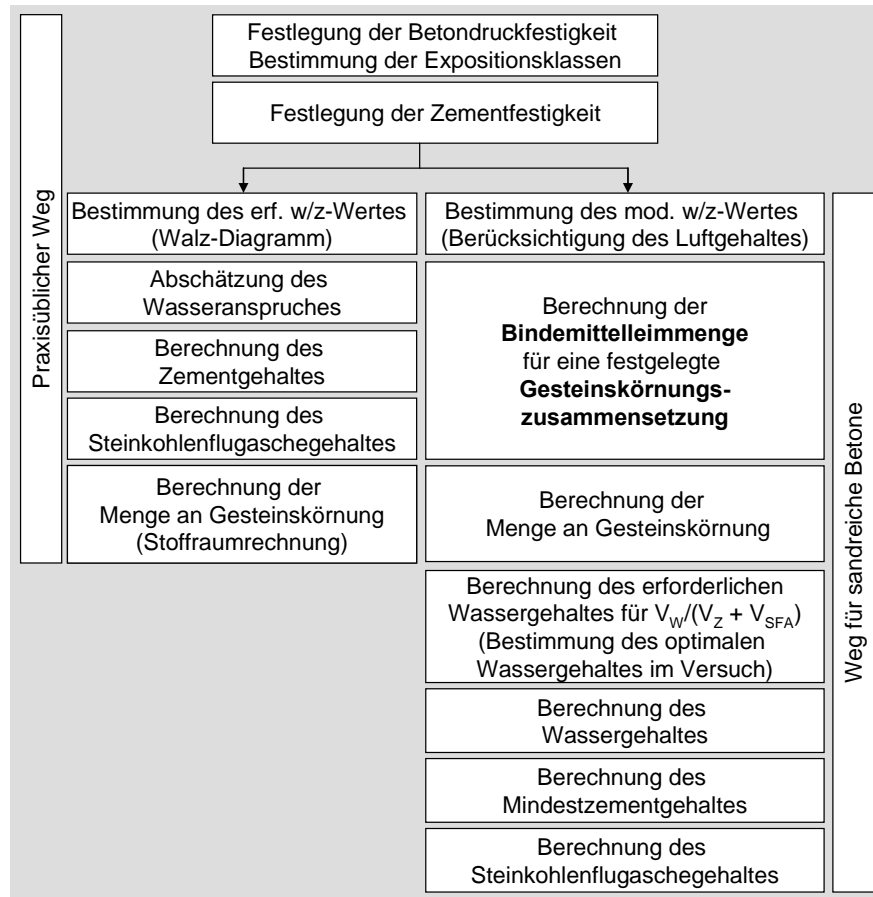 Festlegung der Betondruckfestigkeit
Bestimmung der Expositionsklassen
Festlegung der Zementfestigkeit
Praxisüblicher Weg
Bestimmung des erf. w/z-Wertes
(Walz-Diagramm)
Abschätzung des
Wasseranspruches
Berechnung des
Zementgehaltes
Berechnung des
Steinkohlenflugaschegehaltes
Berechnung der
Menge an Gesteinskörnung
(Stoffraumrechnung)
Bestimmung des mod. w/z-Wertes
(Berücksichtigung des Luftgehaltes)
Berechnung der
Bindemittelleimmenge
für eine festgelegte
Gesteinskörnungs-
zusammensetzung
Berechnung der
Menge an Gesteinskörnung
Berechnung des erforderlichen
Wassergehaltes für V_W/(V_Z + V_SFA)
(Bestimmung des optimalen
Wassergehaltes im Versuch)
Berechnung des
Wassergehaltes
Berechnung des
Mindestzementgehaltes
Berechnung des
Steinkohlenflugaschegehaltes
Weg für sandreiche Betone